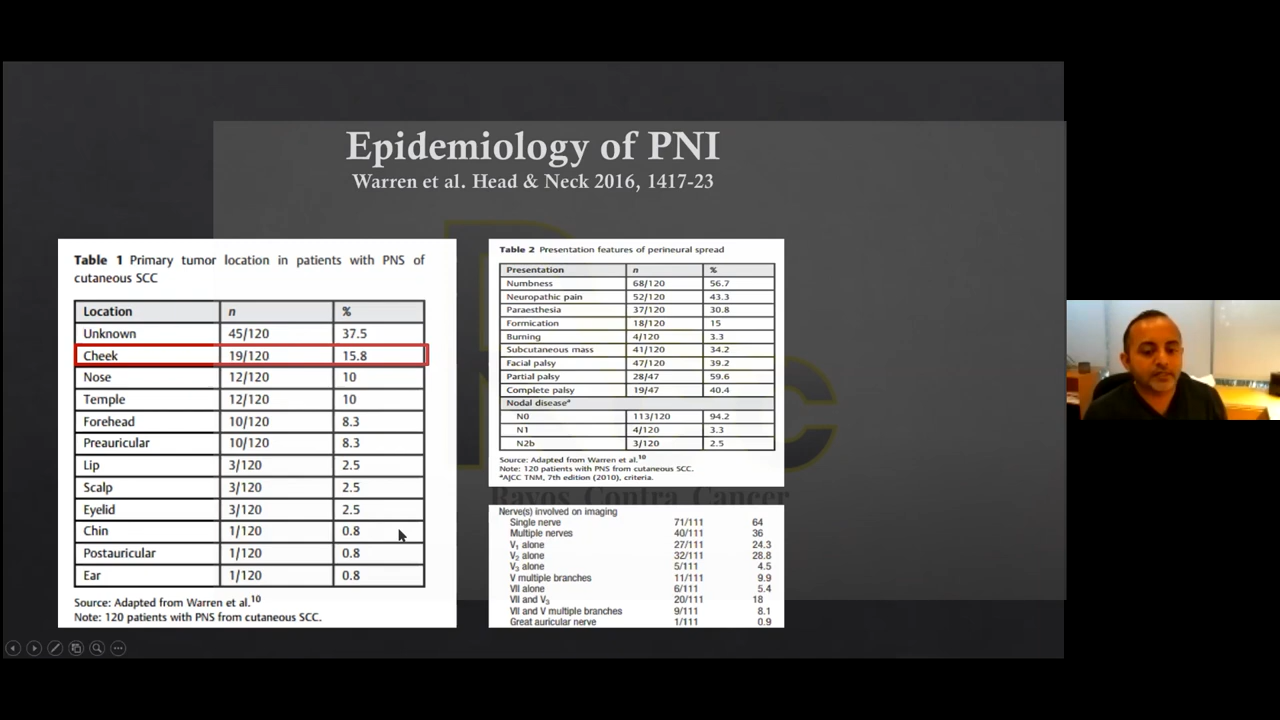 Epidemiology of PNI
Warren et al. Head & Neck 2016, 1417-23
Table 1 Primary tumor location in patients with PNS of
cutaneous SCC
Location n %
Unknown 45/120 37.5
Cheek 19/120 15.8
Nose 12/120 10
Temple 12/120 10
Forehead 10/120 8.3
Preauricular 10/120 8.3
Lip 3/120 2.5
Scalp 3/120 2.5
Eyelid 3/120 2.5
Chin 1/120 0.8
Postauricular 1/120 0.8
Ear 1/120 0.8
Source: Adapted from Warren et al.10
Note: 120 patients with PNS from cutaneous SCC.
Table 2 Presentation features of perineural spread
Presentation n %
Numbness 68/120 56.7
Neuropathic pain 52/120 43.3
Paraesthesia 37/120 30.8
Formication 18/120 15
Burning 4/120 3.3
Subcutaneous mass 41/120 34.2
Facial palsy 47/120 39.2
Partial palsy 28/47 59.6
Complete palsy 19/47 40.4
Nodal diseasea
N0 113/120 94.2
N1 4/120 3.3
N2b 3/120 2.5
Source: Adapted from Warren et al.10
Note: 120 patients with PNS from cutaneous SCC.
aAJCC TNM, 7th edition (2010), criteria.
Rayos Contra Cancer
Nerve(s) involved on imaging
Single nerve 71/111 64
Multiple nerves 40/111 36
V1 alone 27/111 24.3
V2 alone 32/111 28.8
V3 alone 5/111 4.5
V multiple branches 11/111 9.9
VII alone 6/111 5.4
VII and V3 20/111 18
VII and V multiple branches 9/111 8.1
Great auricular nerve 1/111 0.9